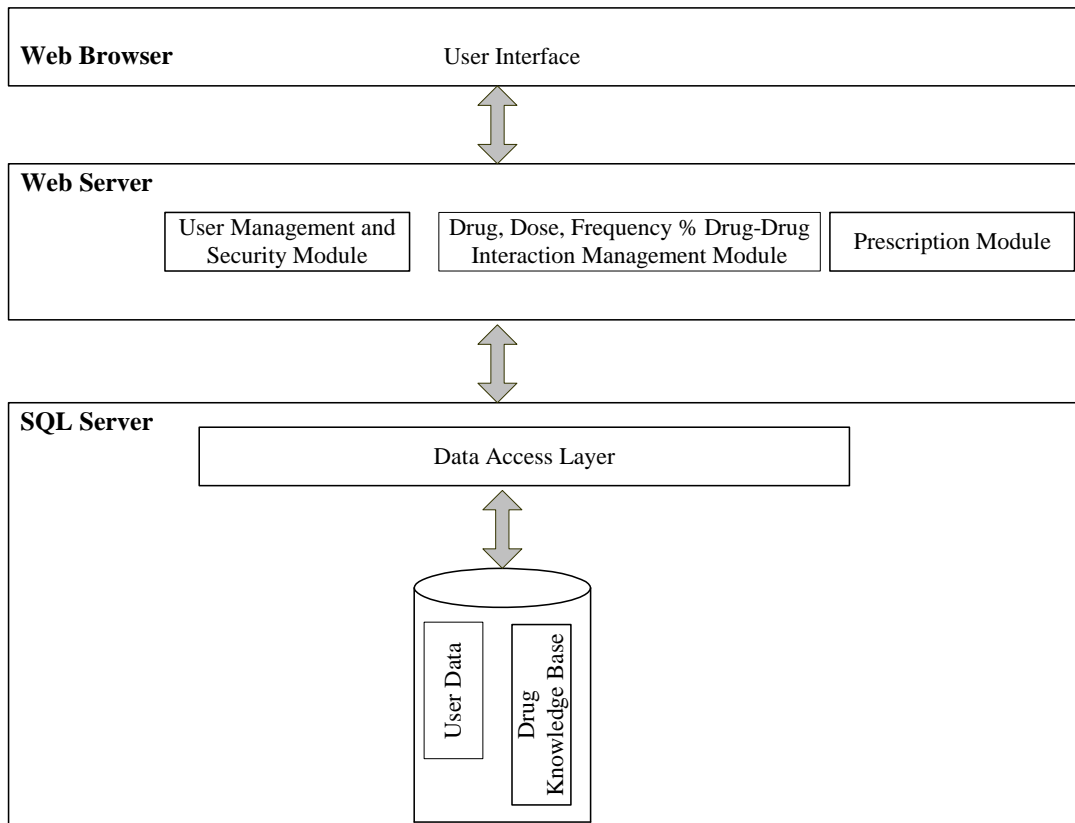 Web Browser
User Interface
Web Server
User Management and
Security Module
Drug, Dose, Frequency % Drug-Drug
Interaction Management Module
Prescription Module
SQL Server
Data Access Layer
User Data
Drug
Knowledge Base